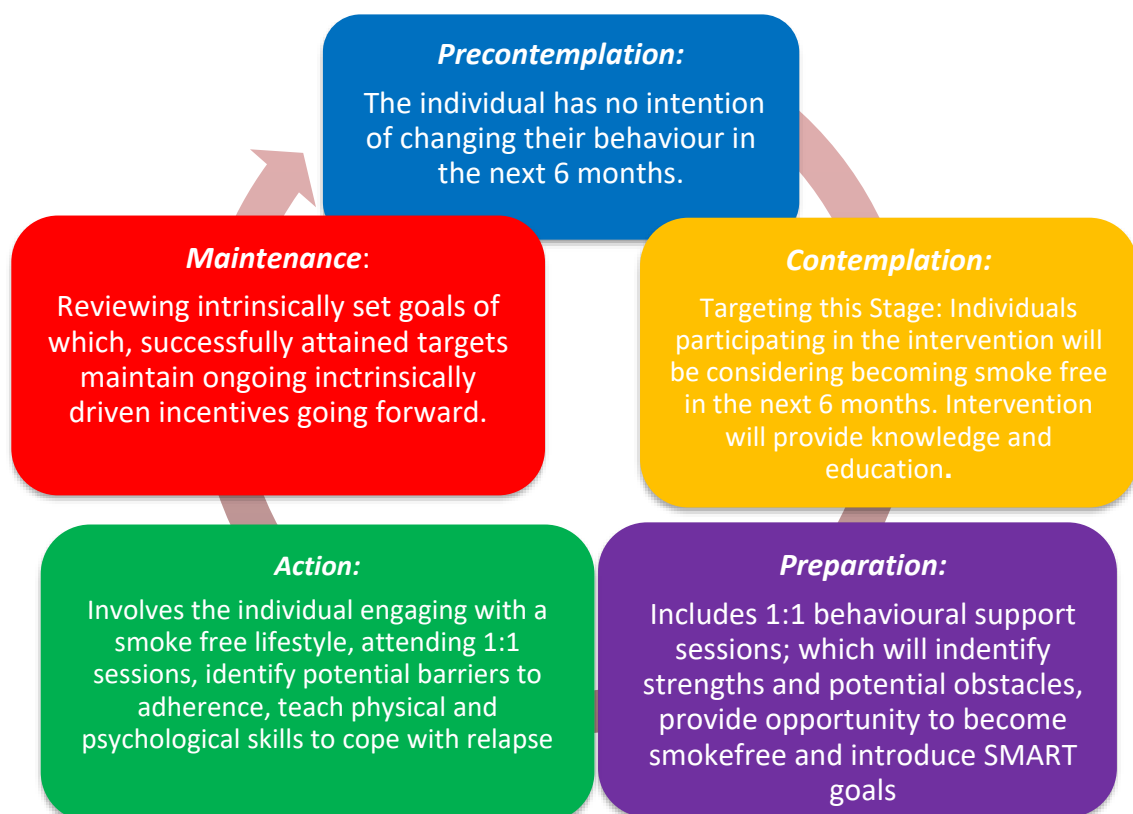 Precontemplation:
The individual has no intention
of changing their behaviour in
the next 6 months.
Contemplation:
Targeting this Stage: Individuals
participating in the intervention will
be considering becoming smoke free
in the next 6 months. Intervention
will provide knowledge and
education.
Preparation:
Includes 1:1 behavioural support
sessions; which will indentify
strengths and potential obstacles,
provide opportunity to become
smokefree and introduce SMART
goals
Action:
Involves the individual engaging with a
smoke free lifestyle, attending 1:1
sessions, identify potential barriers to
adherence, teach physical and
psychological skills to cope with relapse
Maintenance:
Reviewing intrinsically set goals of
which, successfully attained targets
maintain ongoing inctrinsically
driven incentives going forward.